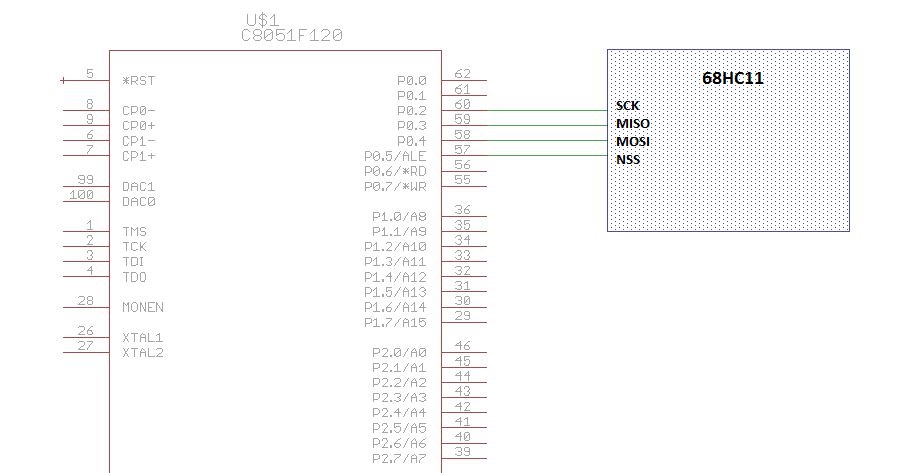 U$1
C8051F120
5 *RST
8 CP0-
9 CP0+
6 CP1-
7 CP1+
99 DAC1
100 DAC0
1 TMS
2 TCK
3 TDI
4 TDO
28 MONEN
26 XTAL1
27 XTAL2
P0.0 62
P0.1 61
P0.2 60
P0.3 59
P0.4 58
P0.5/ALE 57
P0.6/*RD 56
P0.7/*WR 55
P1.0/A8 36
P1.1/A9 35
P1.2/A10 34
P1.3/A11 33
P1.4/A12 32
P1.5/A13 31
P1.6/A14 30
P1.7/A15 29
P2.0/A0 46
P2.1/A1 45
P2.2/A2 44
P2.3/A3 43
P2.4/A4 42
P2.5/A5 41
P2.6/A6 40
P2.7/A7 39
68HC11
SCK
MISO
MOSI
NSS